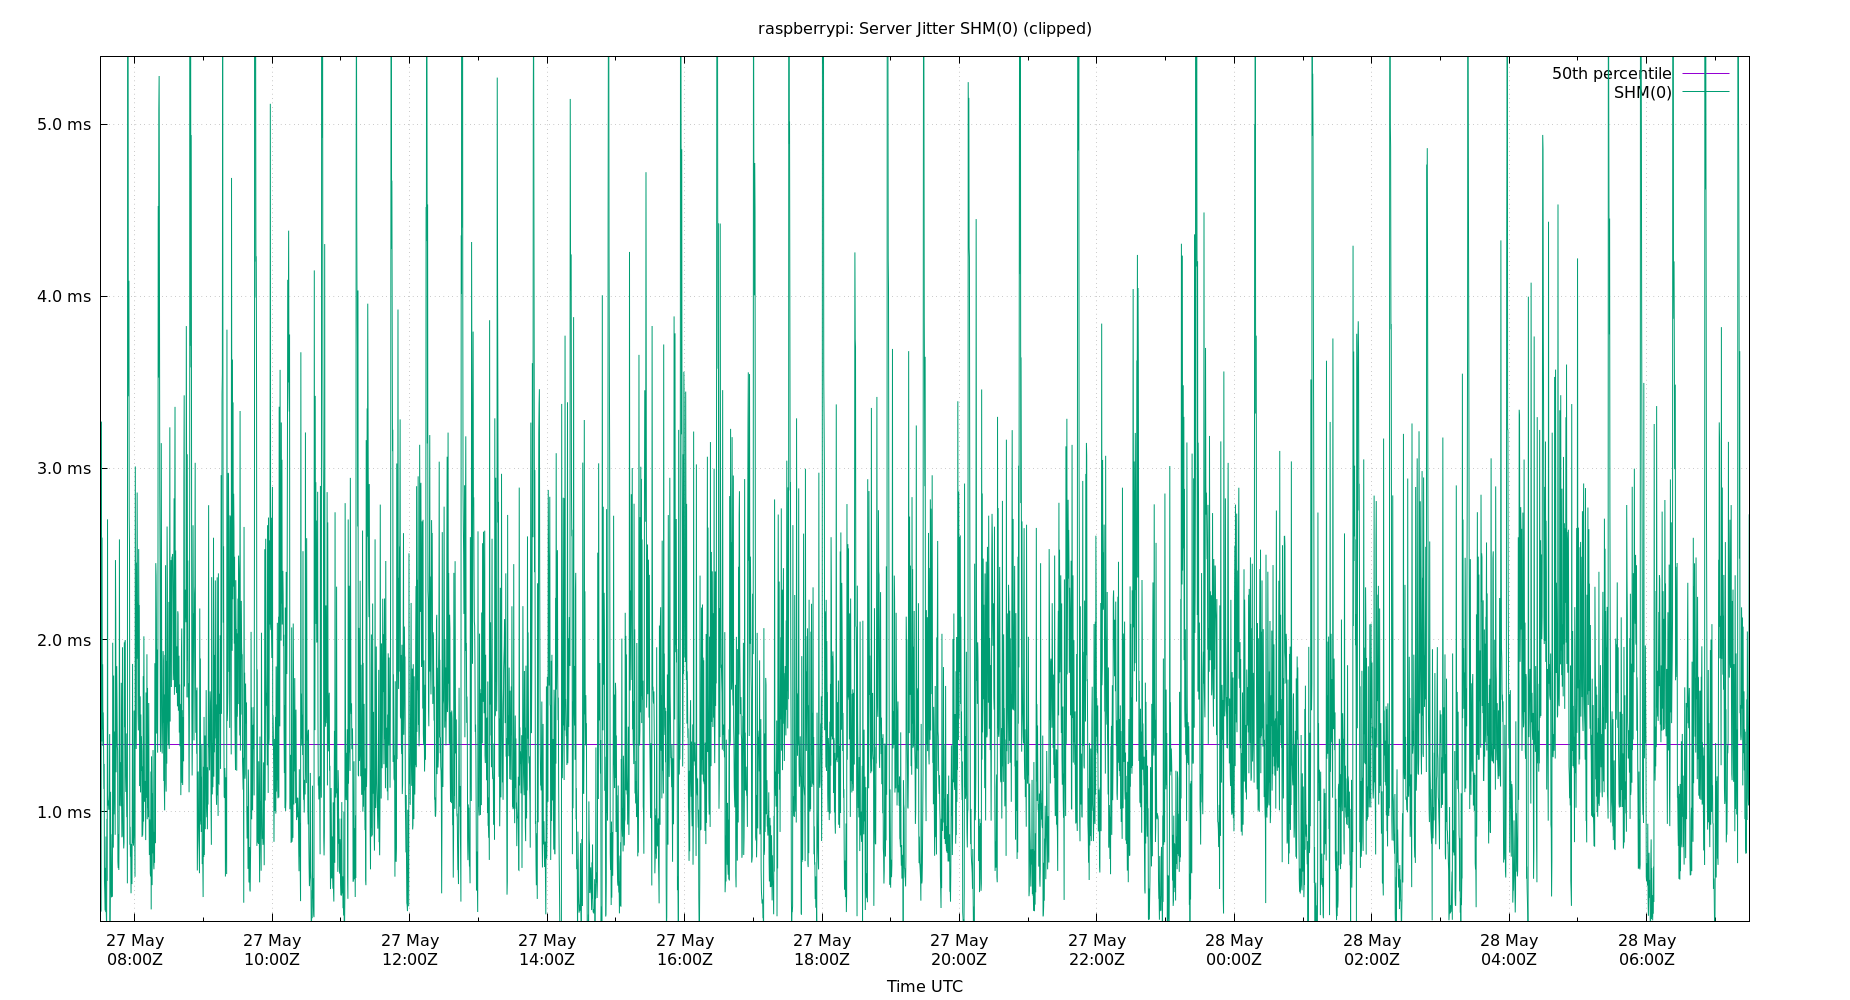 raspberrypi: Server Jitter SHM(0) (clipped)
50th percentile
SHM(0)
5.0 ms
4.0 ms
3.0 ms
2.0 ms
1.0 ms
27 May 27 May 27 May 27 May 27 May 27 May 27 May 27 May 28 May 28 May 28 May 28 May
08:00Z 10:00Z 12:00Z 14:00Z 16:00Z 18:00Z 20:00Z 22:00Z 00:00Z 02:00Z 04:00Z 06:00Z
Time UTC